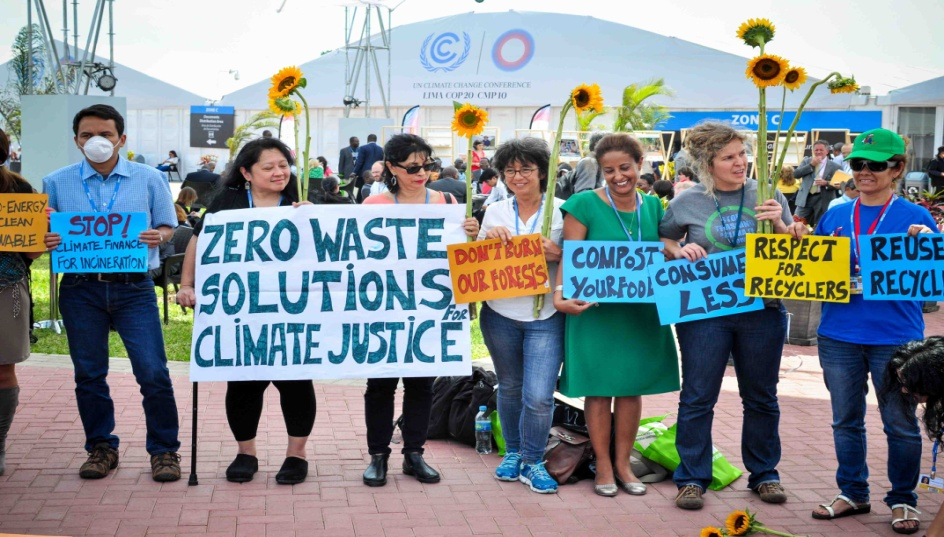 UN CLIMATE CHANGE CONFERENCE
LIMA COP20 CMP10
ZONE C
-ENERGY
CLEAN
WABLE
STOP!
CLIMATE FINANCE
FOR INCINERATION
ZERO WASTE
SOLUTIONS
FOR
CLIMATE JUSTICE
DON'T BURN
OUR FORESTS
COMPOST
YOUR FOOD
CONSUME
LESS
RESPECT
FOR
RECYCLERS
REUSE
RECYCL